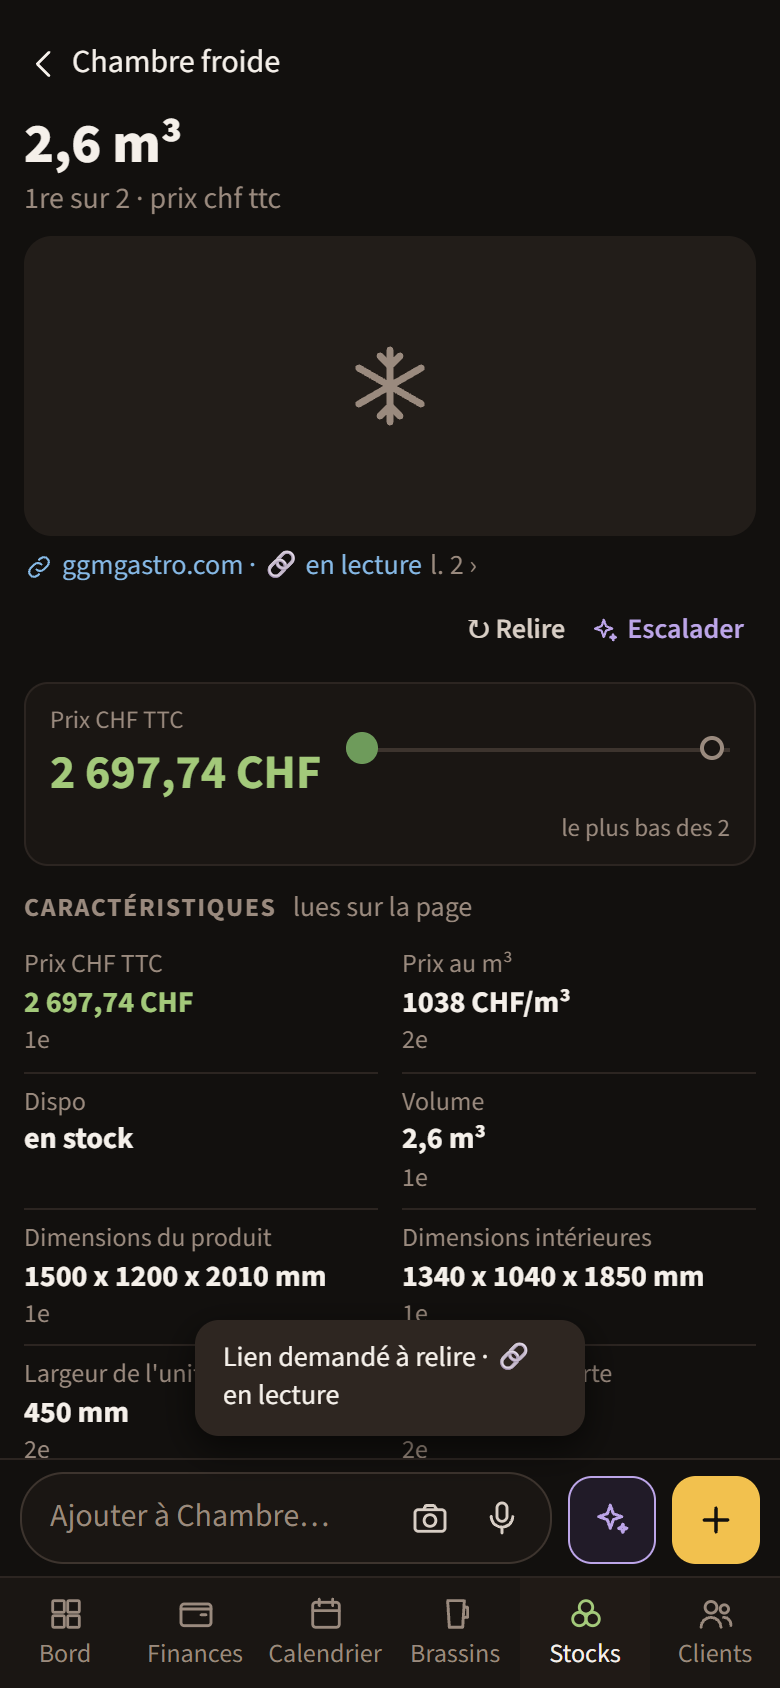 Chambre froide
2,6 m³
1re sur 2 · prix chf ttc
ggmgastro.com · 🔗 en lecture l. 2 ›
↻ Relire Escalader
Prix CHF TTC
2 697,74 CHF
le plus bas des 2
CARACTÉRISTIQUES lues sur la page
Prix CHF TTC Prix au m³
2 697,74 CHF 1038 CHF/m³
1e 2e
Dispo Volume
en stock 2,6 m³
1e
Dimensions du produit Dimensions intérieures
1500 x 1200 x 2010 mm 1340 x 1040 x 1850 mm
1e 1e
Lien demandé à relire · 🔗
en lecture
Largeur de l'uni rte
450 mm
2e 2e
Ajouter à Chambre…
Bord Finances Calendrier Brassins Stocks Clients